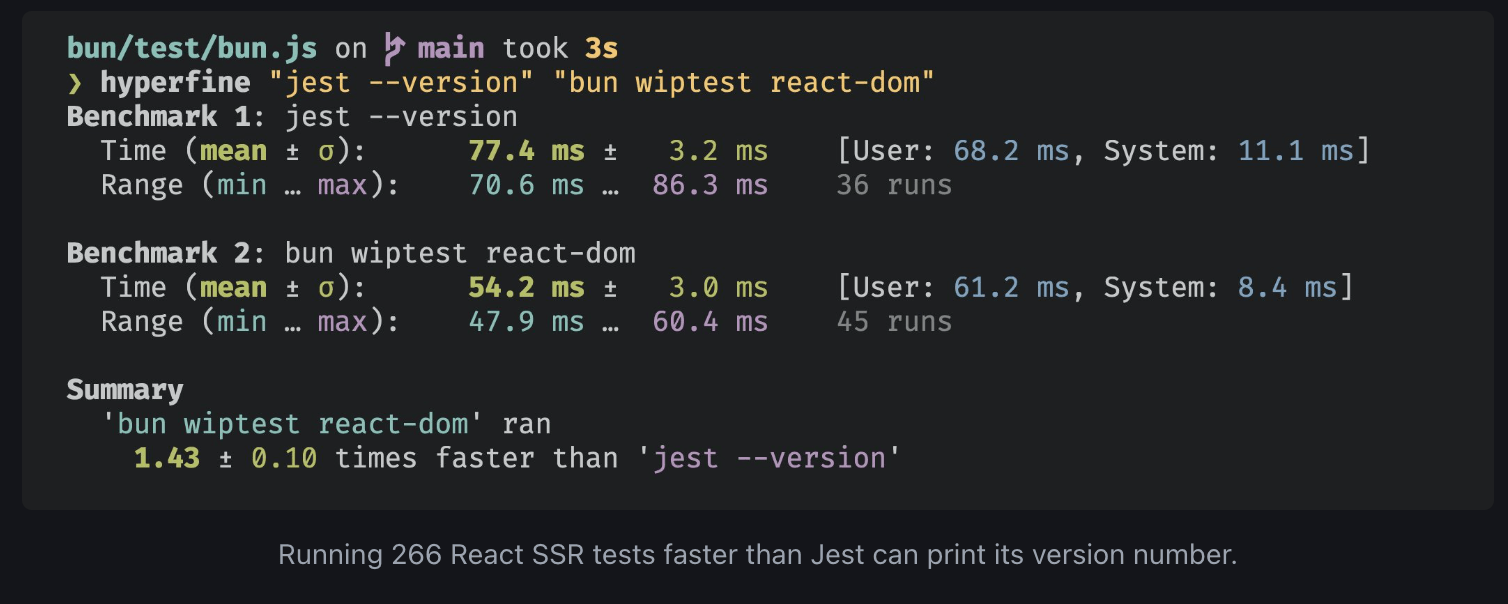 bun/test/bun.js on main took 3s
❯ hyperfine "jest --version" "bun wiptest react-dom"
Benchmark 1: jest --version
Time (mean ± σ): 77.4 ms ± 3.2 ms [User: 68.2 ms, System: 11.1 ms]
Range (min … max): 70.6 ms … 86.3 ms 36 runs
Benchmark 2: bun wiptest react-dom
Time (mean ± σ): 54.2 ms ± 3.0 ms [User: 61.2 ms, System: 8.4 ms]
Range (min … max): 47.9 ms … 60.4 ms 45 runs
Summary
'bun wiptest react-dom' ran
1.43 ± 0.10 times faster than 'jest --version'
Running 266 React SSR tests faster than Jest can print its version number.